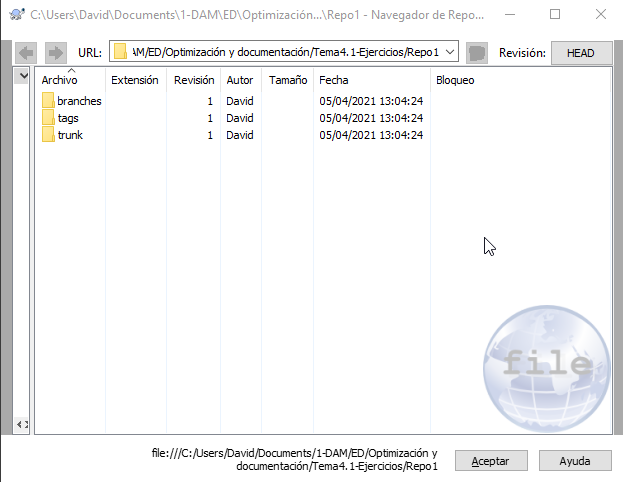 C:\Users\David\Documents\1-DAM\ED\Optimización...\Repo1 - Navegador de Repo...
URL: AM/ED/Optimización y documentación/Tema4.1-Ejercicios/Repo1 Revisión: HEAD
Archivo Extensión Revisión Autor Tamaño Fecha Bloqueo
branches 1 David 05/04/2021 13:04:24
tags 1 David 05/04/2021 13:04:24
trunk 1 David 05/04/2021 13:04:24
file
file:///C:/Users/David/Documents/1-DAM/ED/Optimización y
documentación/Tema4.1-Ejercicios/Repo1
Aceptar Ayuda